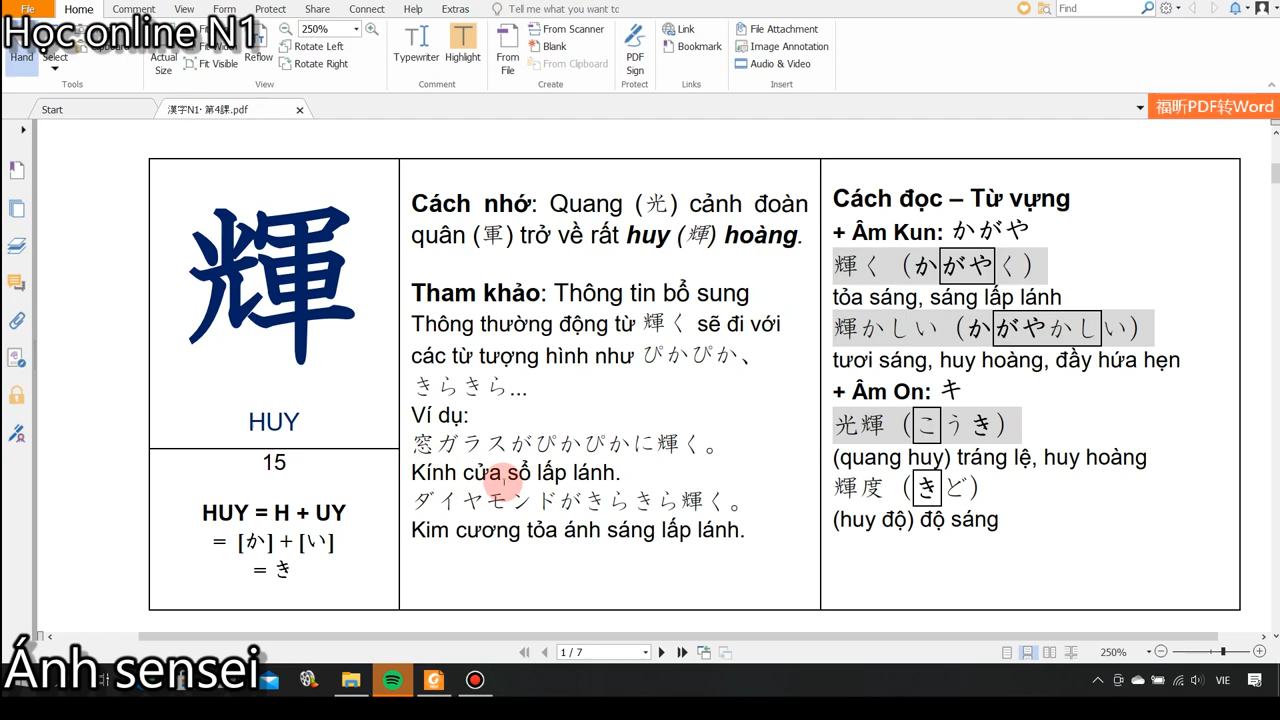 File Home Comment View Form Protect Share Connect Help Extras Tell me what you want to Find
Học online N1
Hand
Select
Actual Size
Reflow
Fit Visible
250%
Rotate Left
Rotate Right
Typewriter
Highlight
From File
From Scanner
Blank
From Clipboard
PDF Sign
Link
Bookmark
File Attachment
Image Annotation
Audio & Video
Tools View Comment Create Protect Links Insert
Start 漢字N1- 第4課.pdf 福昕PDF转Word
輝
HUY
15
HUY = H + UY
= [か] + [い]
= き
Cách nhớ: Quang (光) cảnh đoàn
quân (軍) trở về rất huy (輝) hoàng.
Tham khảo: Thông tin bổ sung
Thông thường động từ 輝く sẽ đi với
các từ tượng hình như ぴかぴか、
きらきら...
Ví dụ:
窓ガラスがぴかぴかに輝く。
Kính cửa sổ lấp lánh.
ダイヤモンドがきらきら輝く。
Kim cương tỏa ánh sáng lấp lánh.
Cách đọc – Từ vựng
+ Âm Kun: かがや
輝く（かがやく）
tỏa sáng, sáng lấp lánh
輝かしい（かがやかしい）
tươi sáng, huy hoàng, đầy hứa hẹn
+ Âm On: キ
光輝（こうき）
(quang huy) tráng lệ, huy hoàng
輝度（きど）
(huy độ) độ sáng
1 / 7
250%
Ánh sensei
VIE